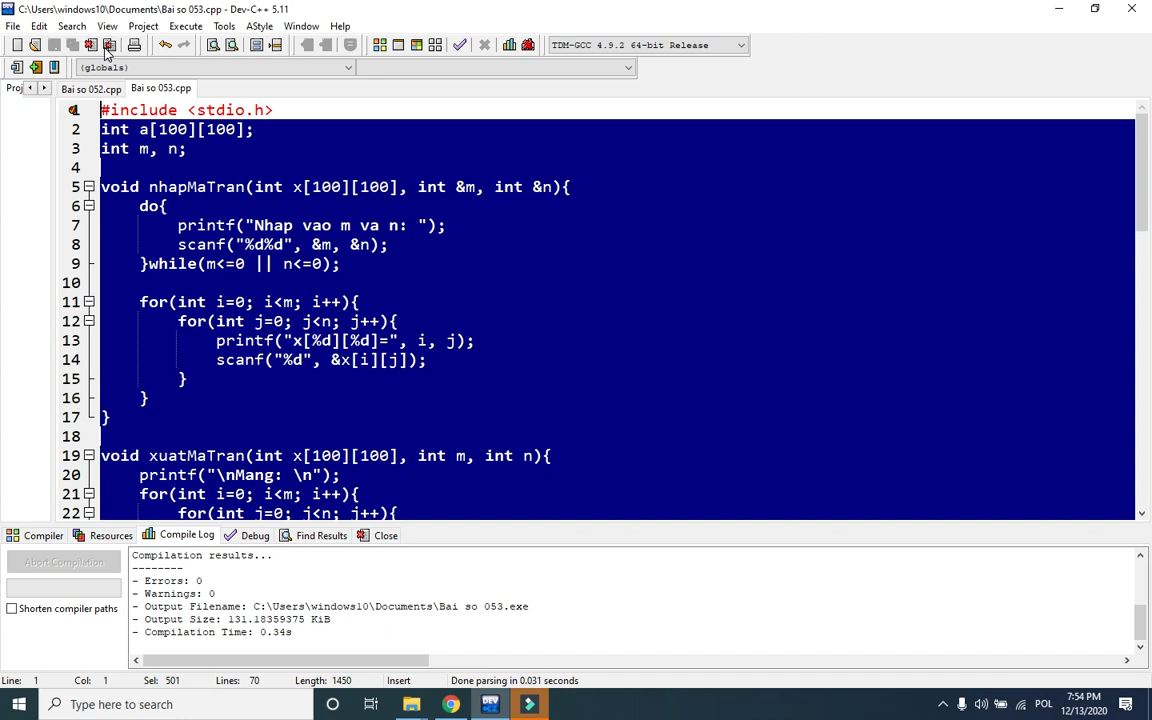 C:\Users\windows10\Documents\Bai so 053.cpp - Dev-C++ 5.11
File Edit Search View Project Execute Tools AStyle Window Help
TDM-GCC 4.9.2 64-bit Release
(globals)
Proj Bai so 052.cpp Bai so 053.cpp
1 #include <stdio.h>
2 int a[100][100];
3 int m, n;
4
5 void nhapMaTran(int x[100][100], int &m, int &n){
6 do{
7 printf("Nhap vao m va n: ");
8 scanf("%d%d", &m, &n);
9 }while(m<=0 || n<=0);
10
11 for(int i=0; i<m; i++){
12 for(int j=0; j<n; j++){
13 printf("x[%d][%d]=", i, j);
14 scanf("%d", &x[i][j]);
15 }
16 }
17 }
18
19 void xuatMaTran(int x[100][100], int m, int n){
20 printf("\nMang: \n");
21 for(int i=0; i<m; i++){
22 for(int j=0; j<n; j++){
Compiler Resources Compile Log Debug Find Results Close
Abort Compilation
Shorten compiler paths
Compilation results...
--------
- Errors: 0
- Warnings: 0
- Output Filename: C:\Users\windows10\Documents\Bai so 053.exe
- Output Size: 131.18359375 KiB
- Compilation Time: 0.34s
Line: 1 Col: 1 Sel: 501 Lines: 70 Length: 1450 Insert Done parsing in 0.031 seconds
Type here to search
DEV
POL
7:54 PM
12/13/2020